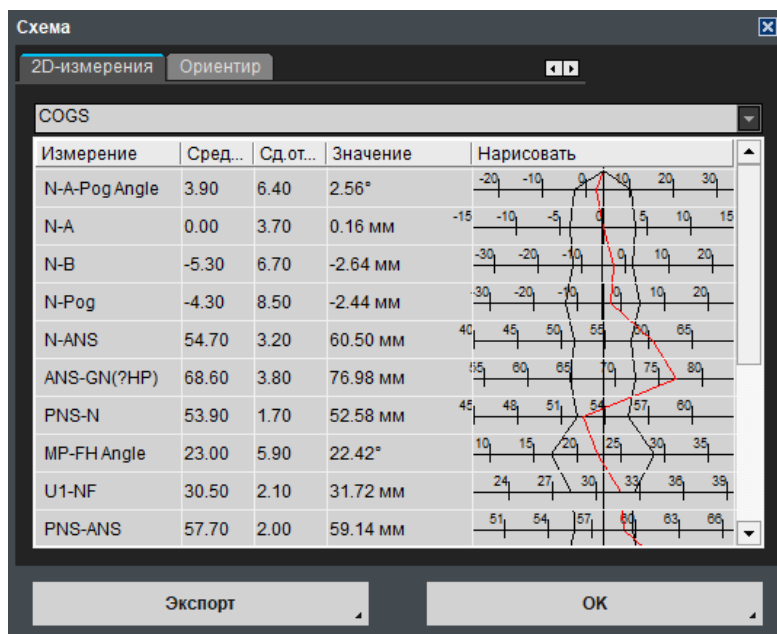 Схема
2D-измерения Ориентир
COGS
Измерение Сред... Сд.от... Значение Нарисовать
N-A-Pog Angle 3.90 6.40 2.56° -20 -10 0 10 20 30
N-A 0.00 3.70 0.16 мм -15 -10 -5 0 5 10 15
N-B -5.30 6.70 -2.64 мм -30 -20 -10 0 10 20
N-Pog -4.30 8.50 -2.44 мм -30 -20 -10 0 10 20
N-ANS 54.70 3.20 60.50 мм 40 45 50 55 60 65
ANS-GN(?HP) 68.60 3.80 76.98 мм 55 60 65 70 75 80
PNS-N 53.90 1.70 52.58 мм 45 48 51 54 57 60
MP-FH Angle 23.00 5.90 22.42° 10 15 20 25 30 35
U1-NF 30.50 2.10 31.72 мм 24 27 30 33 36 39
PNS-ANS 57.70 2.00 59.14 мм 51 54 57 60 63 66
Экспорт OK